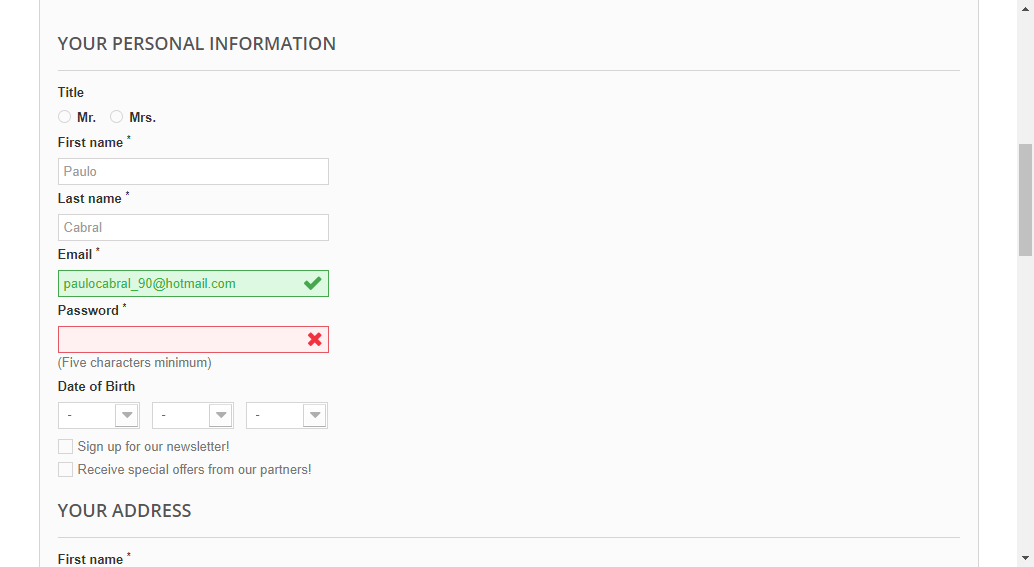 YOUR PERSONAL INFORMATION
Title
Mr. Mrs.
First name *
Paulo
Last name *
Cabral
Email *
paulocabral_90@hotmail.com
Password *
(Five characters minimum)
Date of Birth
- - -
Sign up for our newsletter!
Receive special offers from our partners!
YOUR ADDRESS
First name *